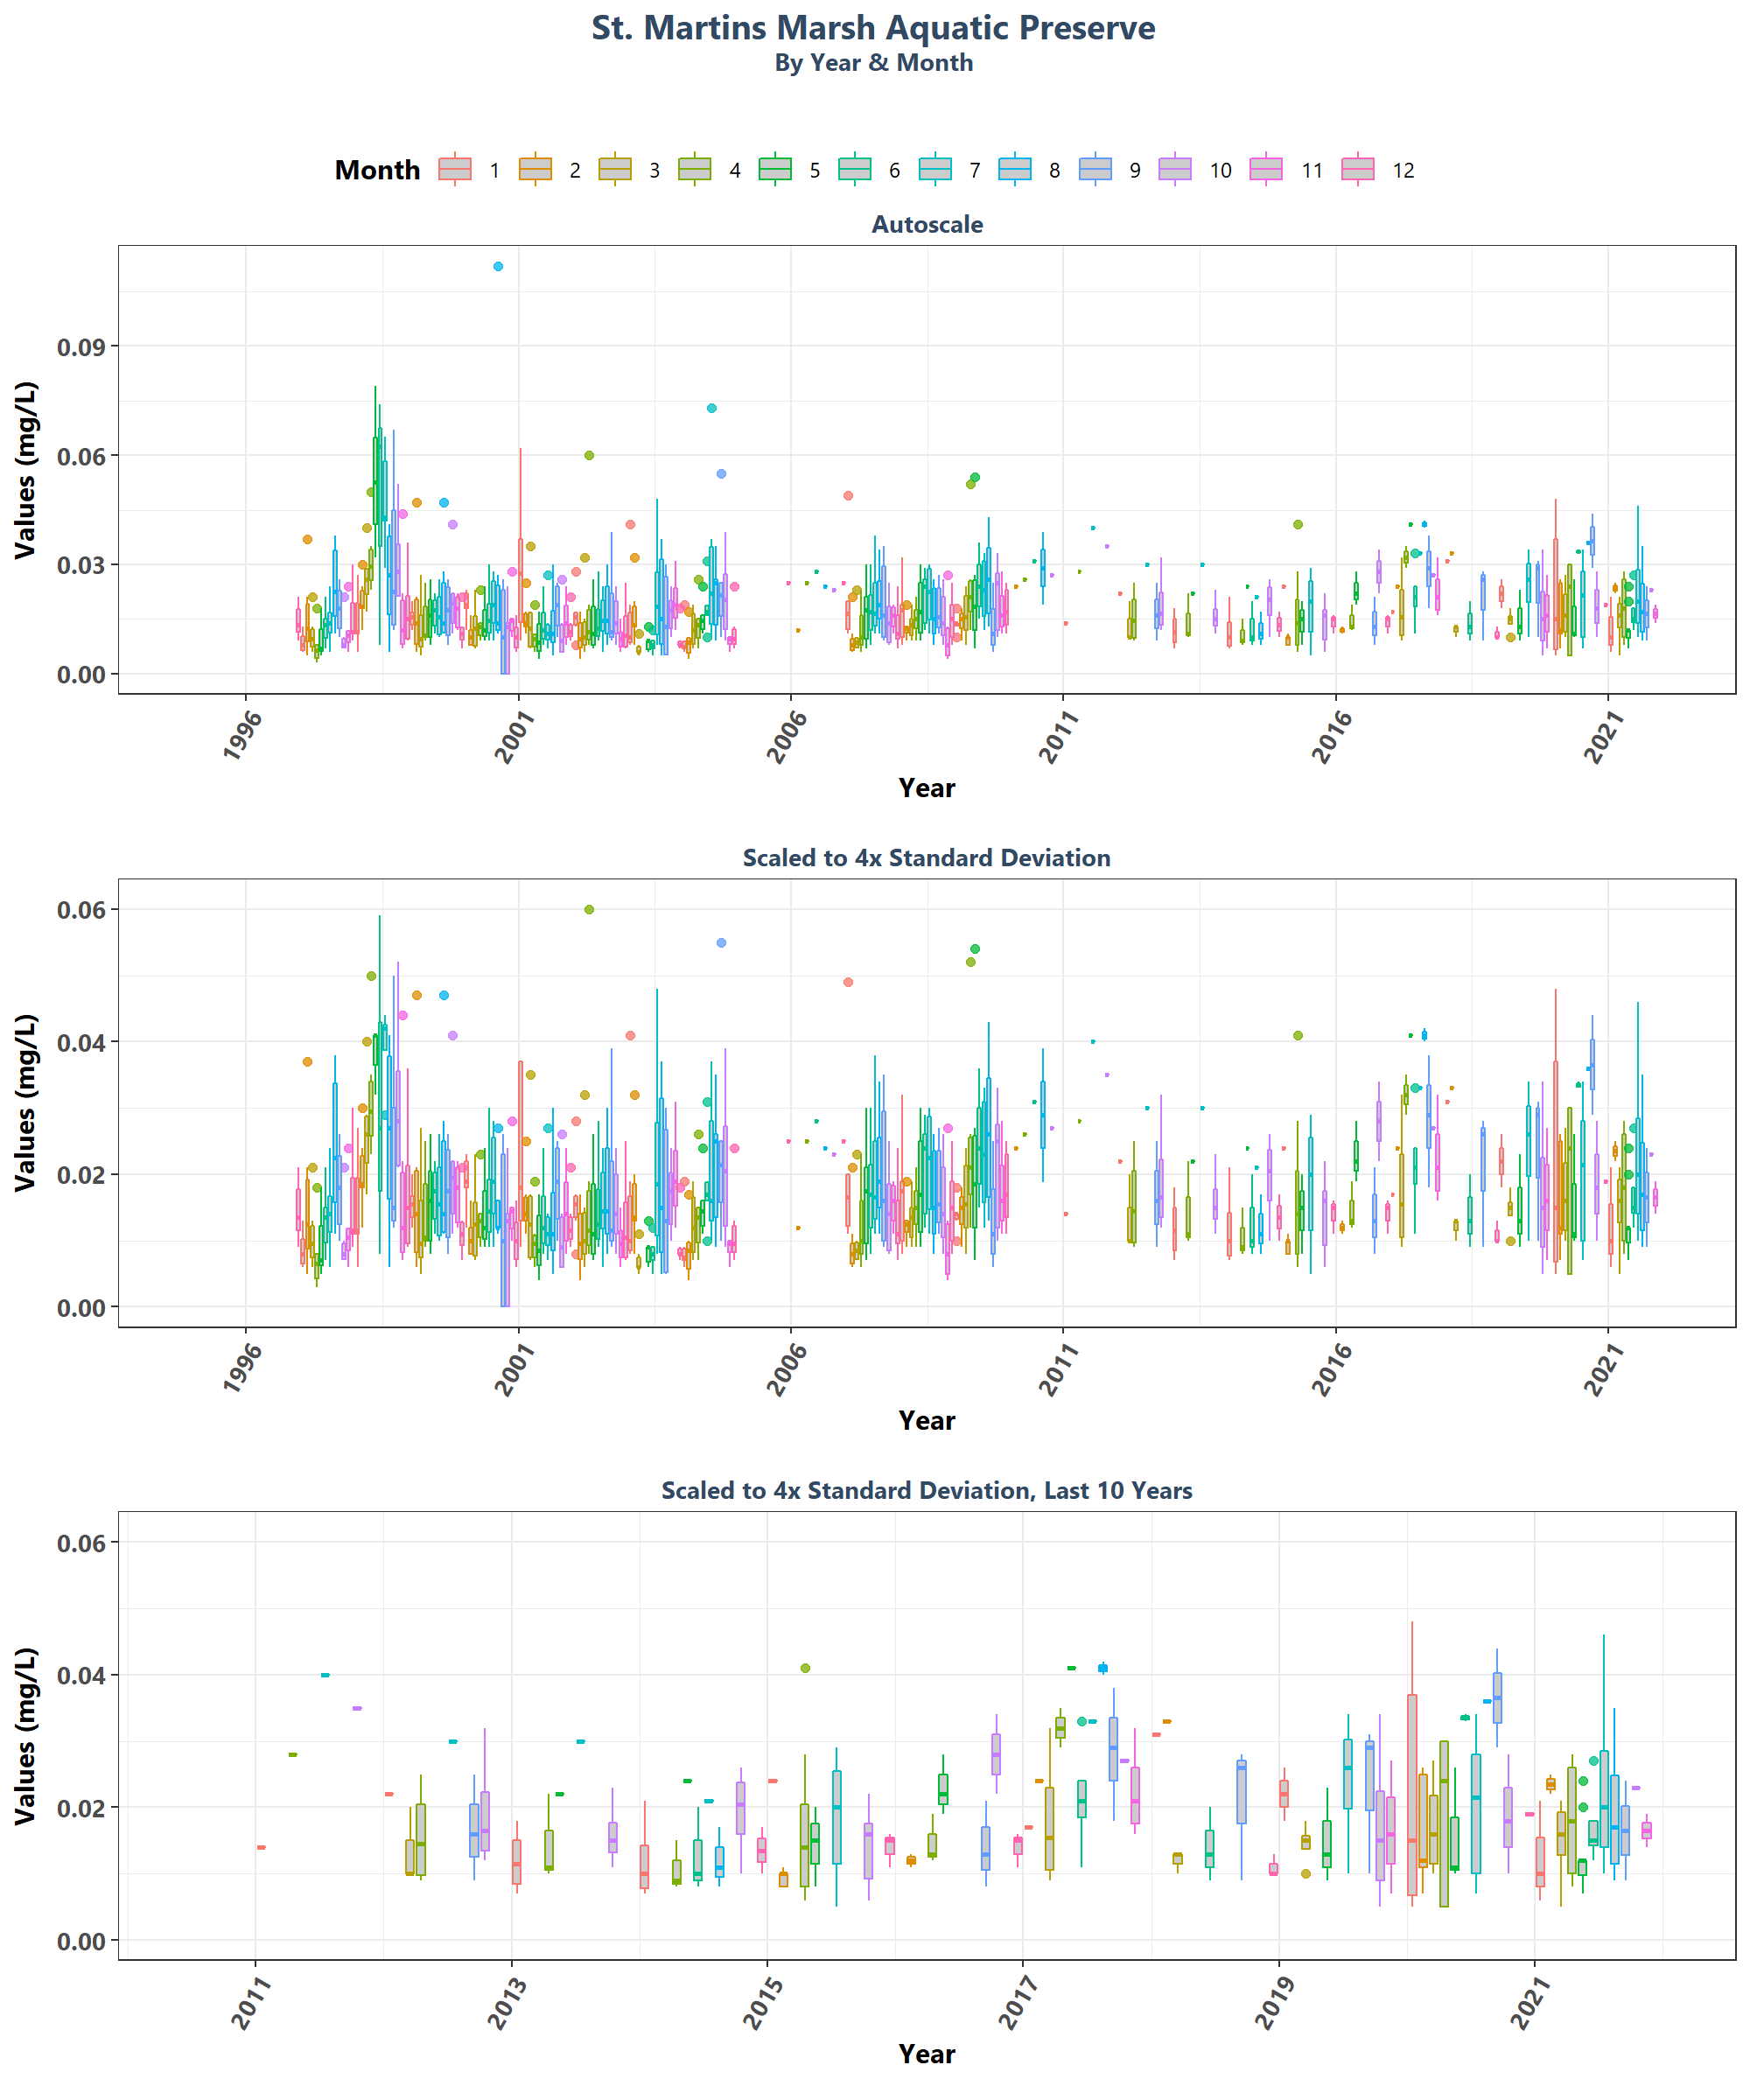 St. Martins Marsh Aquatic Preserve
By Year & Month
Month 1 2 3 4 5 6 7 8 9 10 11 12
Autoscale
Values (mg/L)
0.09
0.06
0.03
0.00
1996 2001 2006 2011 2016 2021
Year
Scaled to 4x Standard Deviation
Values (mg/L)
0.06
0.04
0.02
0.00
1996 2001 2006 2011 2016 2021
Year
Scaled to 4x Standard Deviation, Last 10 Years
Values (mg/L)
0.06
0.04
0.02
0.00
2011 2013 2015 2017 2019 2021
Year